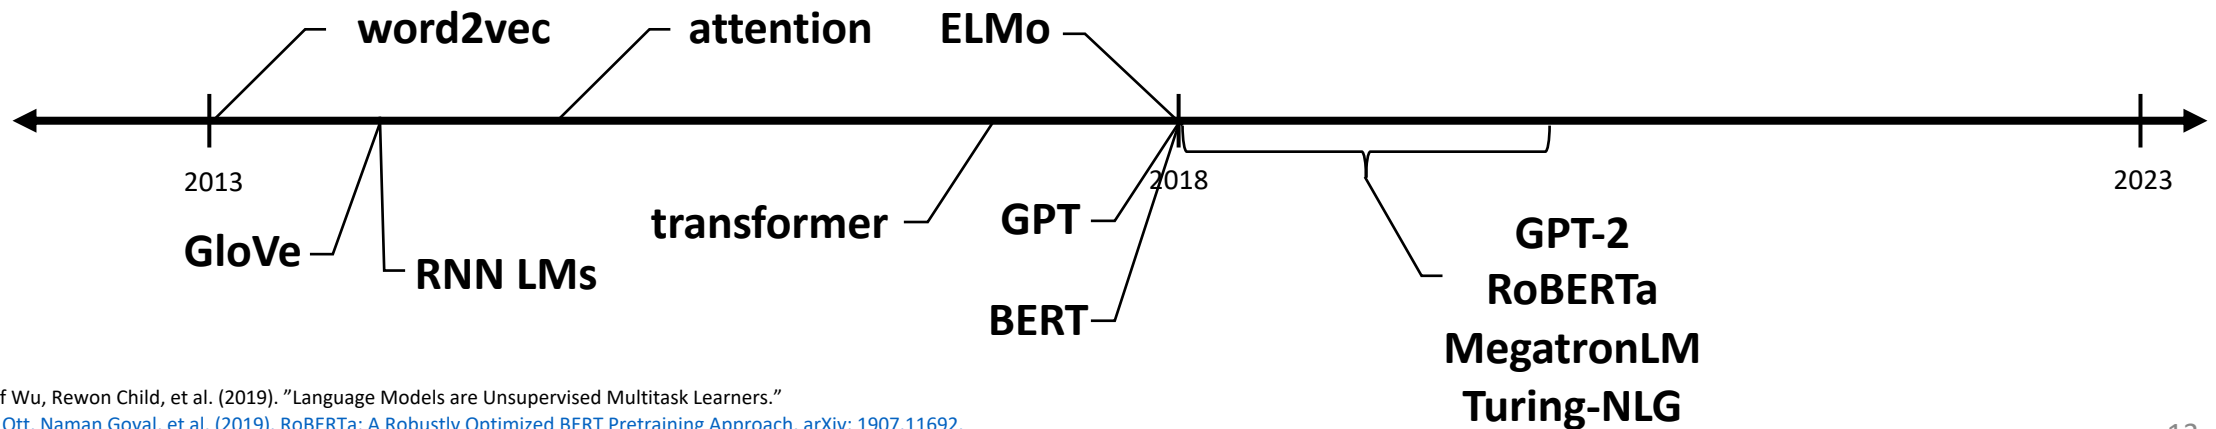 word2vec
attention
ELMo
2013
2018
2023
GloVe
RNN LMs
transformer
GPT
BERT
GPT-2
RoBERTa
MegatronLM
Turing-NLG
f Wu, Rewon Child, et al. (2019). ”Language Models are Unsupervised Multitask Learners.”
Ott, Naman Goyal, et al. (2019). RoBERTa: A Robustly Optimized BERT Pretraining Approach. arXiv: 1907.11692.